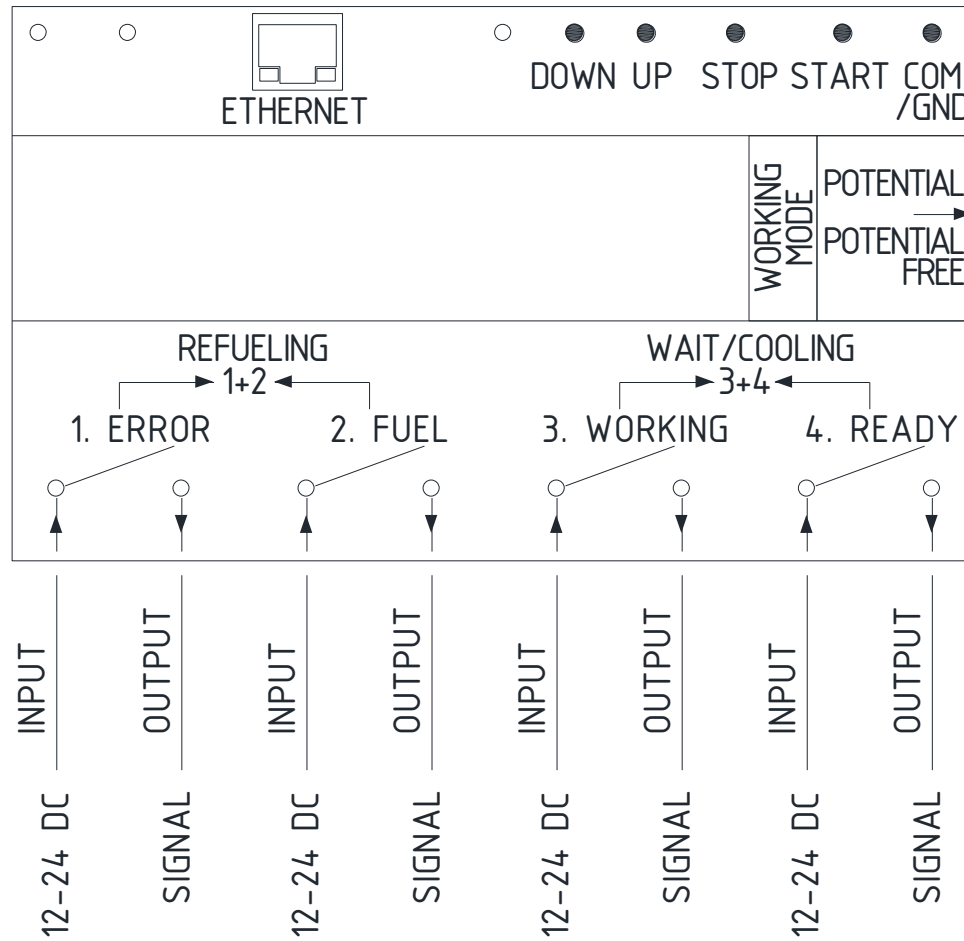 DOWN UP STOP START COM
/GND
ETHERNET
WORKING
MODE
POTENTIAL
POTENTIAL
FREE
REFUELING
1+2
WAIT/COOLING
3+4
1. ERROR
2. FUEL
3. WORKING
4. READY
INPUT
OUTPUT
INPUT
OUTPUT
INPUT
OUTPUT
INPUT
OUTPUT
12-24 DC
SIGNAL
12-24 DC
SIGNAL
12-24 DC
SIGNAL
12-24 DC
SIGNAL